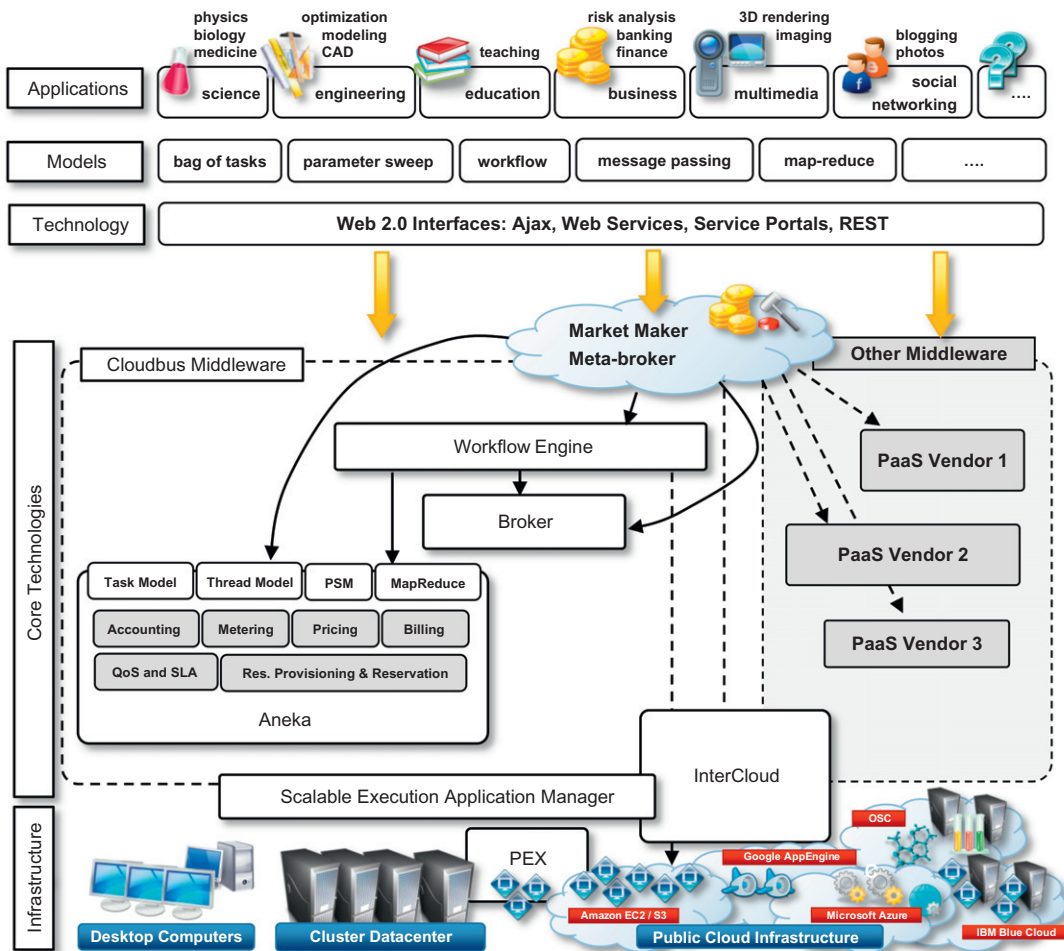 physics
biology
medicine
optimization
modeling
CAD
teaching
risk analysis
banking
finance
3D rendering
imaging
blogging
photos
Applications
science
engineering
education
business
multimedia
social
networking
....
Models
bag of tasks
parameter sweep
workflow
message passing
map-reduce
....
Technology
Web 2.0 Interfaces: Ajax, Web Services, Service Portals, REST
Market Maker
Meta-broker
Core Technologies
Cloudbus Middleware
Other Middleware
Workflow Engine
PaaS Vendor 1
Broker
PaaS Vendor 2
Task Model
Thread Model
PSM
MapReduce
Accounting
Metering
Pricing
Billing
PaaS Vendor 3
QoS and SLA
Res. Provisioning & Reservation
Aneka
InterCloud
Scalable Execution Application Manager
Infrastructure
OSC
PEX
Google AppEngine
Amazon EC2 / S3
Microsoft Azure
IBM Blue Cloud
Desktop Computers
Cluster Datacenter
Public Cloud Infrastructure